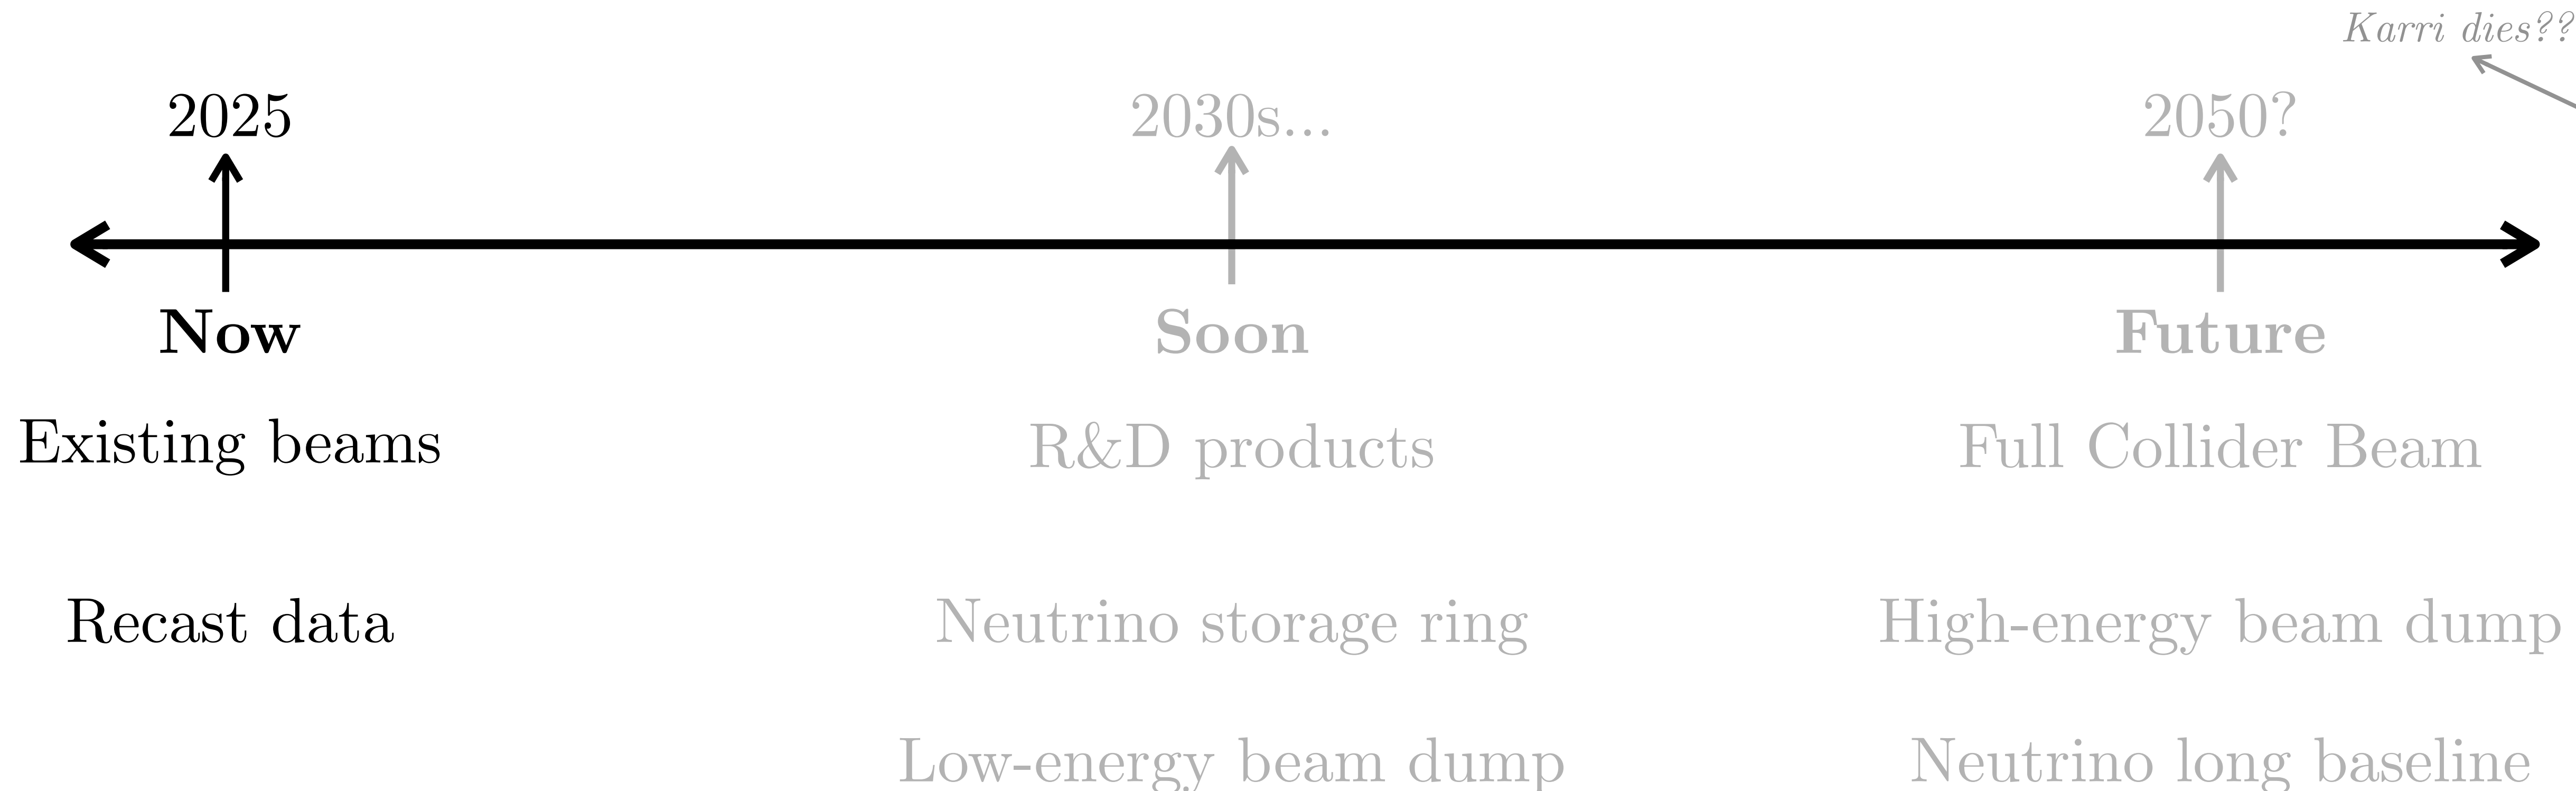 Karri dies??
2025 2030s... 2050?
Now Soon Future
Existing beams R&D products Full Collider Beam
Recast data Neutrino storage ring High-energy beam dump
Low-energy beam dump Neutrino long baseline